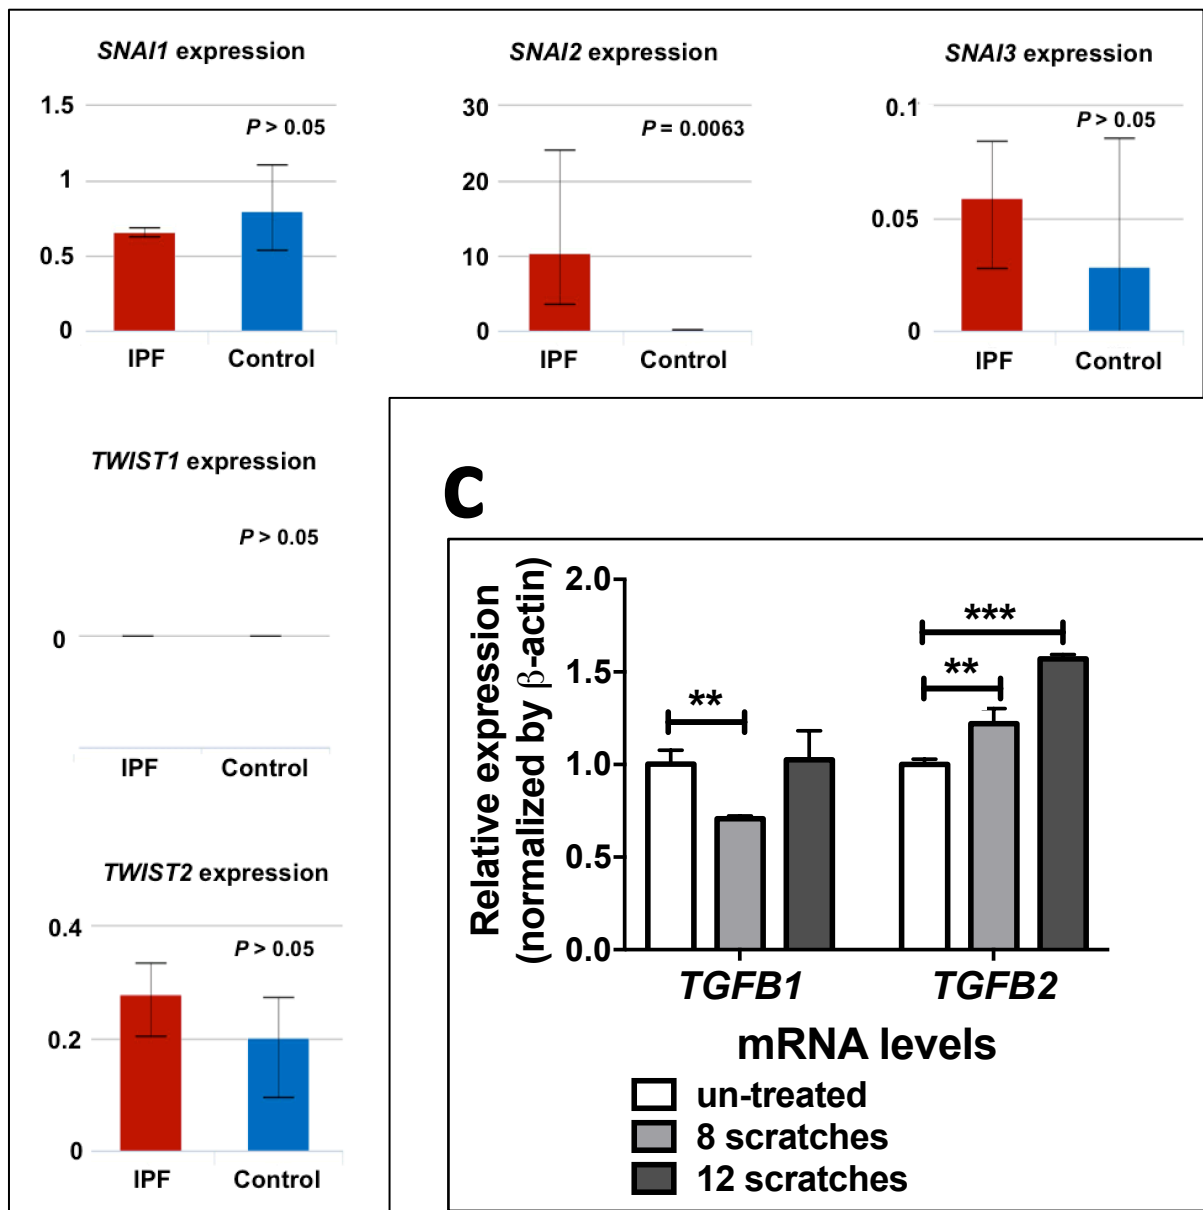 SNAI1 expression
1.5
1
0.5
0
P > 0.05
IPF
Control
SNAI2 expression
30
20
10
0
P = 0.0063
IPF
Control
SNAI3 expression
0.1
0.05
0
P > 0.05
IPF
Control
TWIST1 expression
P > 0.05
0
IPF
Control
TWIST2 expression
0.4
0.2
0
P > 0.05
IPF
Control
C
Relative expression
(normalized by β-actin)
2.0
1.5
1.0
0.5
0.0
**
**
***
TGFB1
TGFB2
mRNA levels
un-treated
8 scratches
12 scratches